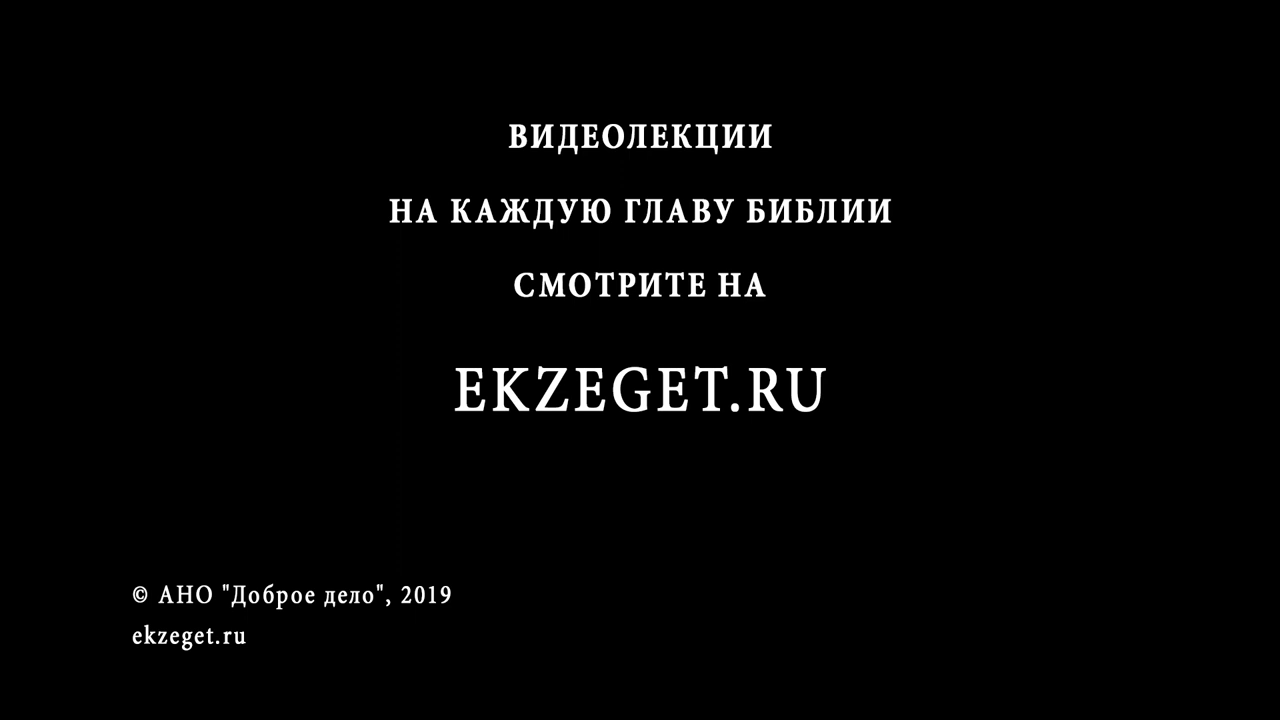 ВИДЕОЛЕКЦИИ
НА КАЖДУЮ ГЛАВУ БИБЛИИ
СМОТРИТЕ НА
EKZEGET.RU
© АНО "Доброе дело", 2019
ekzeget.ru